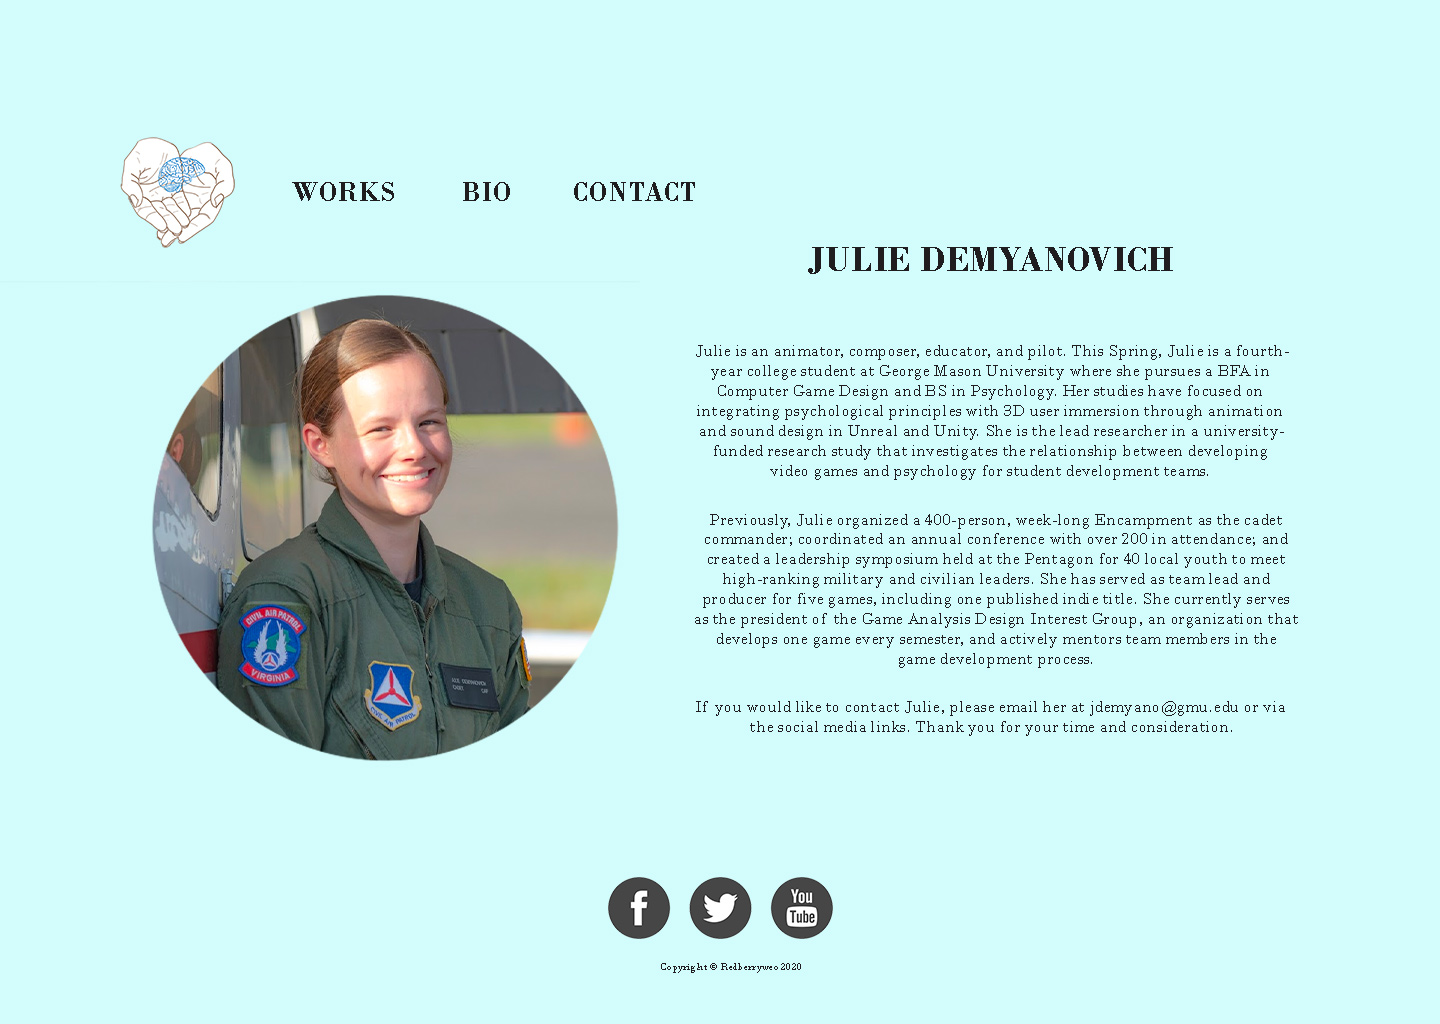 WORKS BIO CONTACT
JULIE DEMYANOVICH
Julie is an animator, composer, educator, and pilot. This Spring, Julie is a fourth-
year college student at George Mason University where she pursues a BFA in
Computer Game Design and BS in Psychology. Her studies have focused on
integrating psychological principles with 3D user immersion through animation
and sound design in Unreal and Unity. She is the lead researcher in a university-
funded research study that investigates the relationship between developing
video games and psychology for student development teams.
Previously, Julie organized a 400-person, week-long Encampment as the cadet
commander; coordinated an annual conference with over 200 in attendance; and
created a leadership symposium held at the Pentagon for 40 local youth to meet
high-ranking military and civilian leaders. She has served as team lead and
producer for five games, including one published indie title. She currently serves
as the president of the Game Analysis Design Interest Group, an organization that
develops one game every semester, and actively mentors team members in the
game development process.
If you would like to contact Julie, please email her at jdemyano@gmu.edu or via
the social media links. Thank you for your time and consideration.
CIVIL AIR PATROL
VIRGINIA
CIVIL AIR PATROL
JULIE DEMYANOVICH
CADET CAP
You
Tube
Copyright © Redberryweo 2020